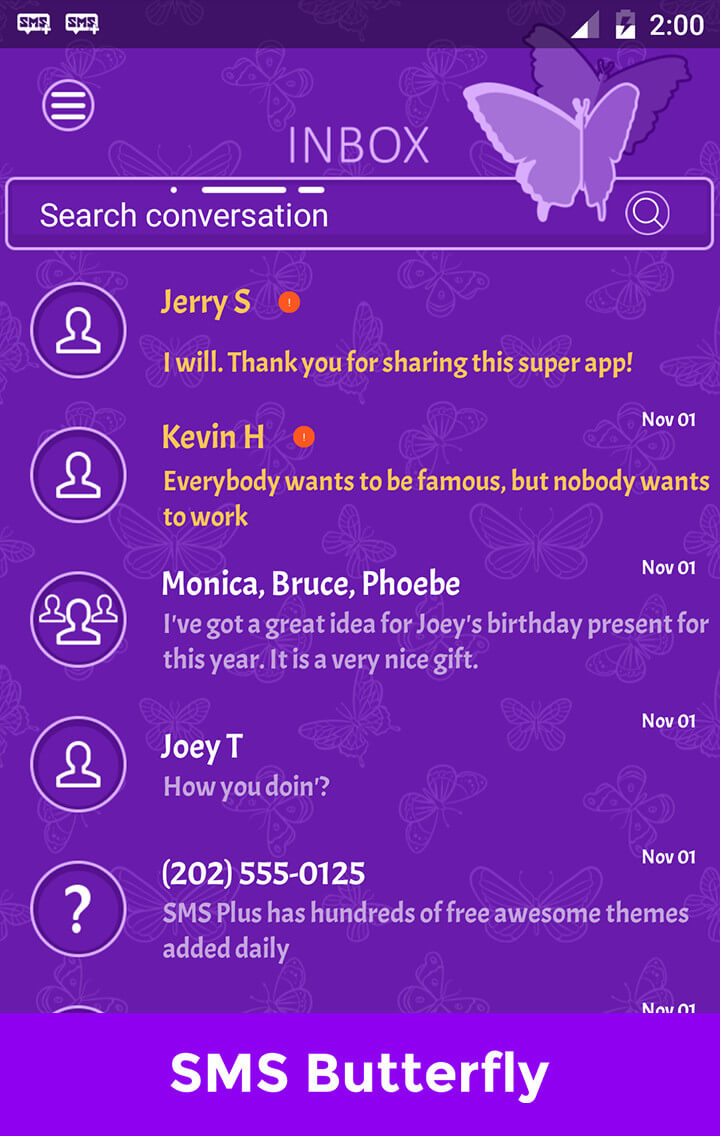 SMS SMS 2:00
INBOX
Search conversation
Jerry S !
I will. Thank you for sharing this super app!
Nov 01
Kevin H !
Everybody wants to be famous, but nobody wants
to work
Nov 01
Monica, Bruce, Phoebe
I've got a great idea for Joey's birthday present for
this year. It is a very nice gift.
Nov 01
Joey T
How you doin'?
Nov 01
(202) 555-0125
?
SMS Plus has hundreds of free awesome themes
added daily
Nov 01
SMS Butterfly